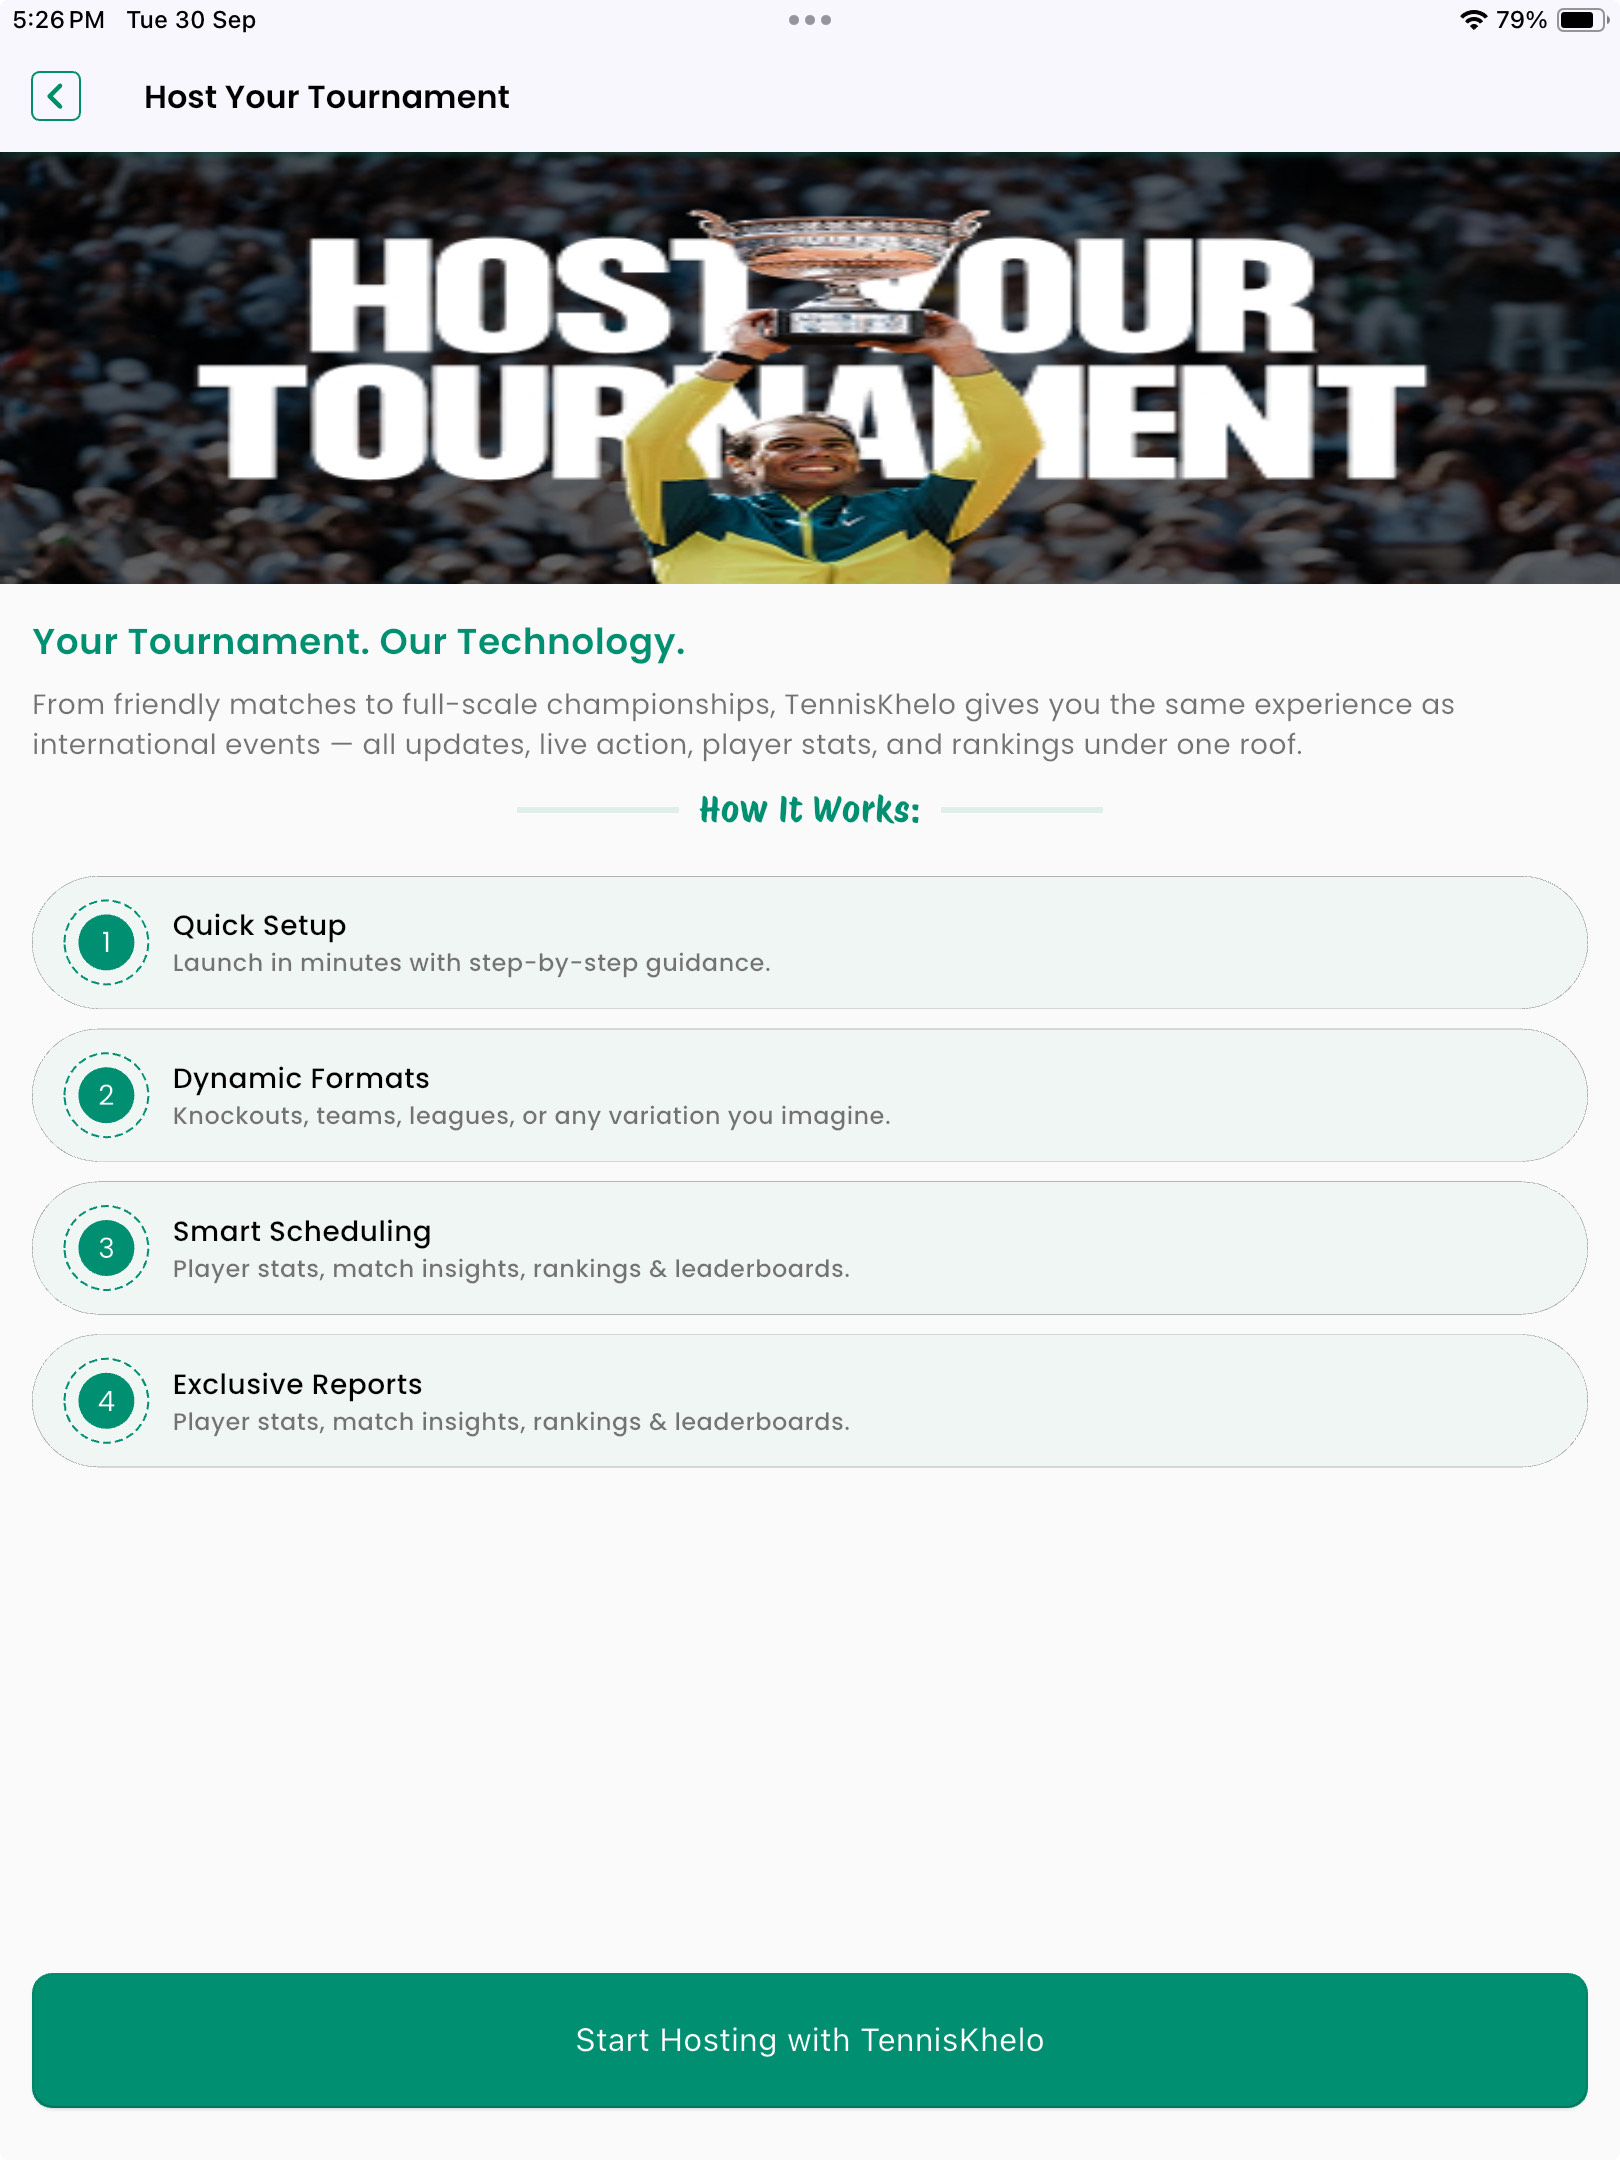 5:26 PM Tue 30 Sep 79%
Host Your Tournament
HOST YOUR
TOURNAMENT
Your Tournament. Our Technology.
From friendly matches to full-scale championships, TennisKhelo gives you the same experience as
international events — all updates, live action, player stats, and rankings under one roof.
How It Works:
1
Quick Setup
Launch in minutes with step-by-step guidance.
2
Dynamic Formats
Knockouts, teams, leagues, or any variation you imagine.
3
Smart Scheduling
Player stats, match insights, rankings & leaderboards.
4
Exclusive Reports
Player stats, match insights, rankings & leaderboards.
Start Hosting with TennisKhelo